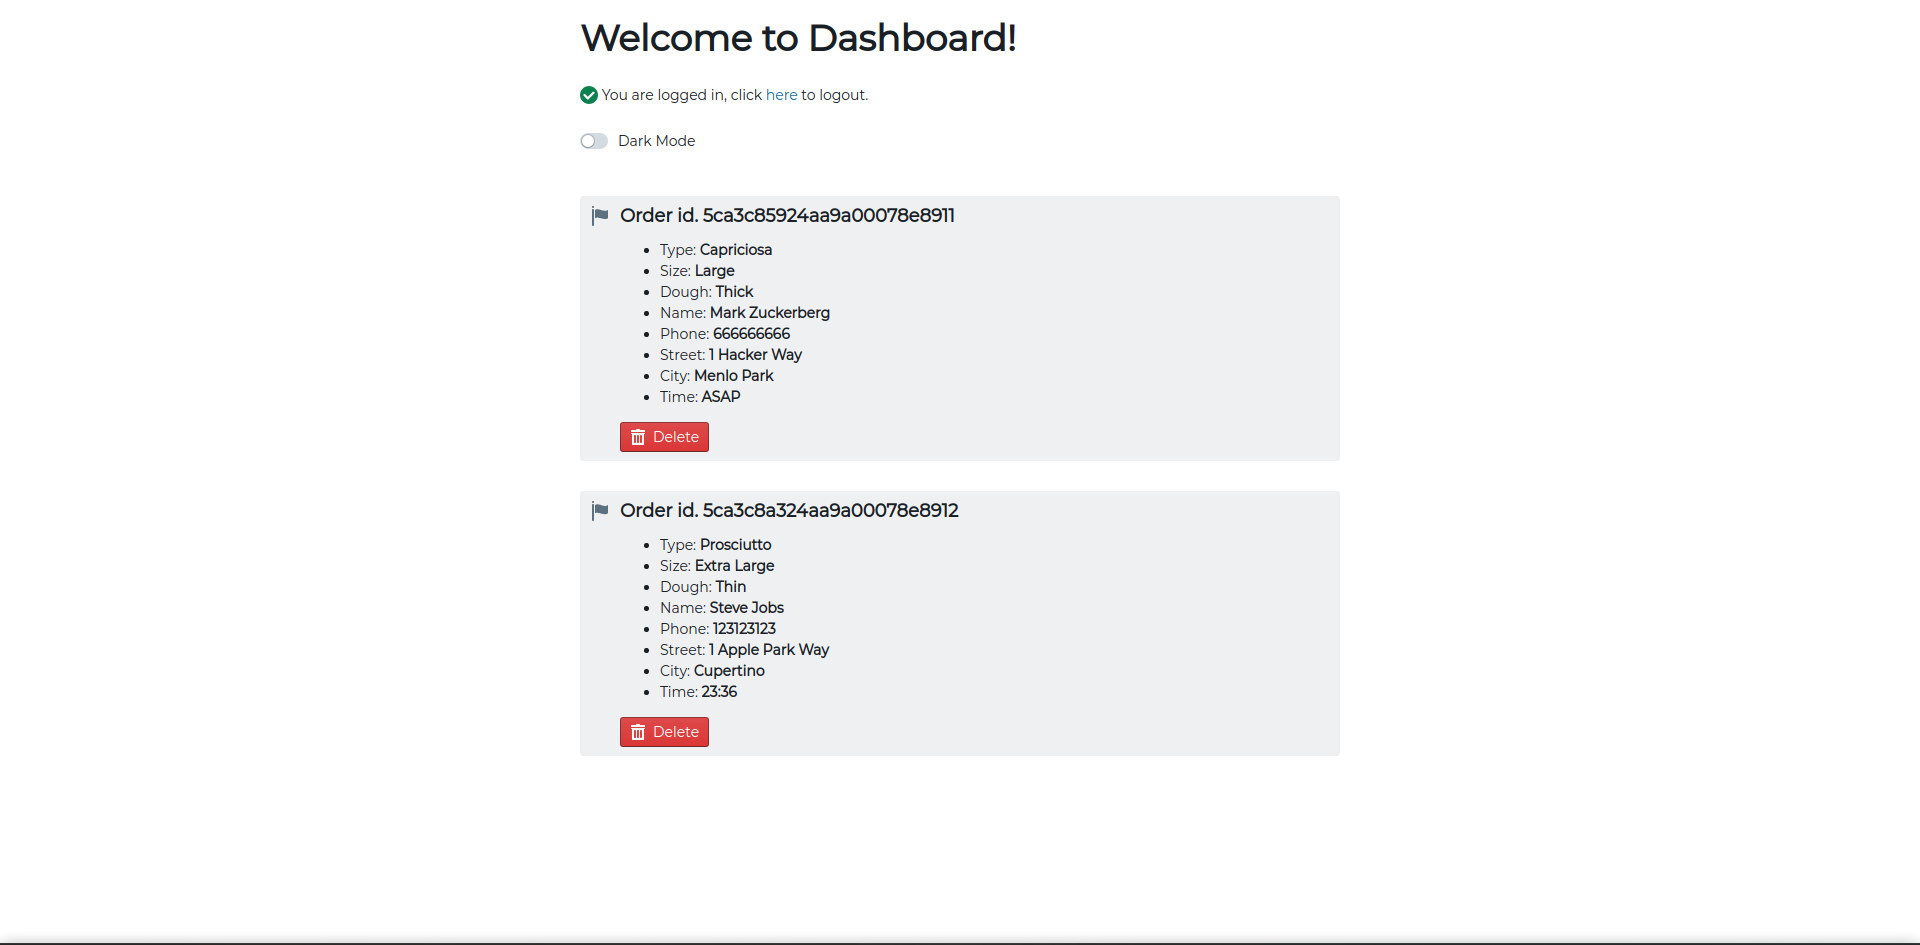 Welcome to Dashboard!
You are logged in, click here to logout.
Dark Mode
Order id. 5ca3c85924aa9a00078e8911
Type: Capriciosa
Size: Large
Dough: Thick
Name: Mark Zuckerberg
Phone: 666666666
Street: 1 Hacker Way
City: Menlo Park
Time: ASAP
Delete
Order id. 5ca3c8a324aa9a00078e8912
Type: Prosciutto
Size: Extra Large
Dough: Thin
Name: Steve Jobs
Phone: 123123123
Street: 1 Apple Park Way
City: Cupertino
Time: 23:36
Delete